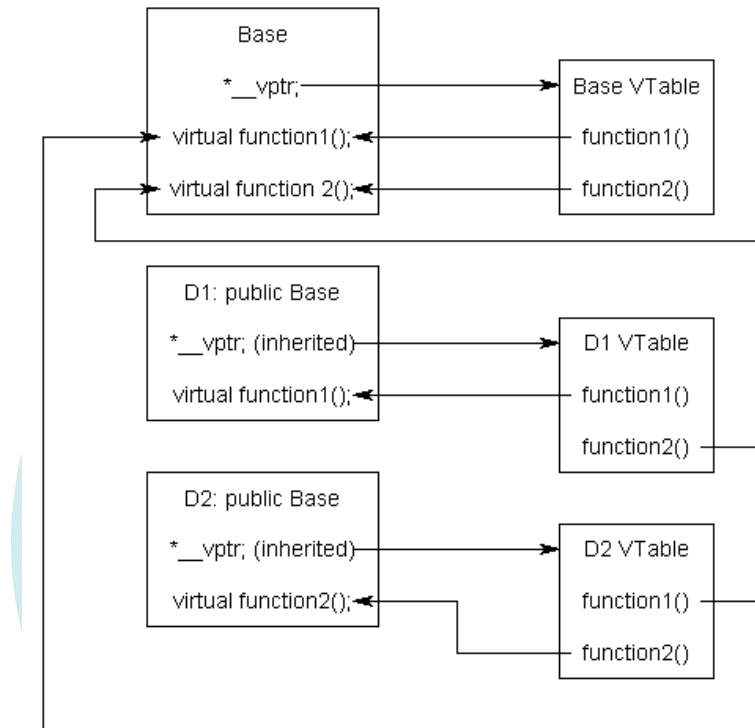 Base
*__vptr;
virtual function1();
virtual function 2();
Base VTable
function1()
function2()
D1: public Base
*__vptr; (inherited)
virtual function1();
D1 VTable
function1()
function2()
D2: public Base
*__vptr; (inherited)
virtual function2();
D2 VTable
function1()
function2()